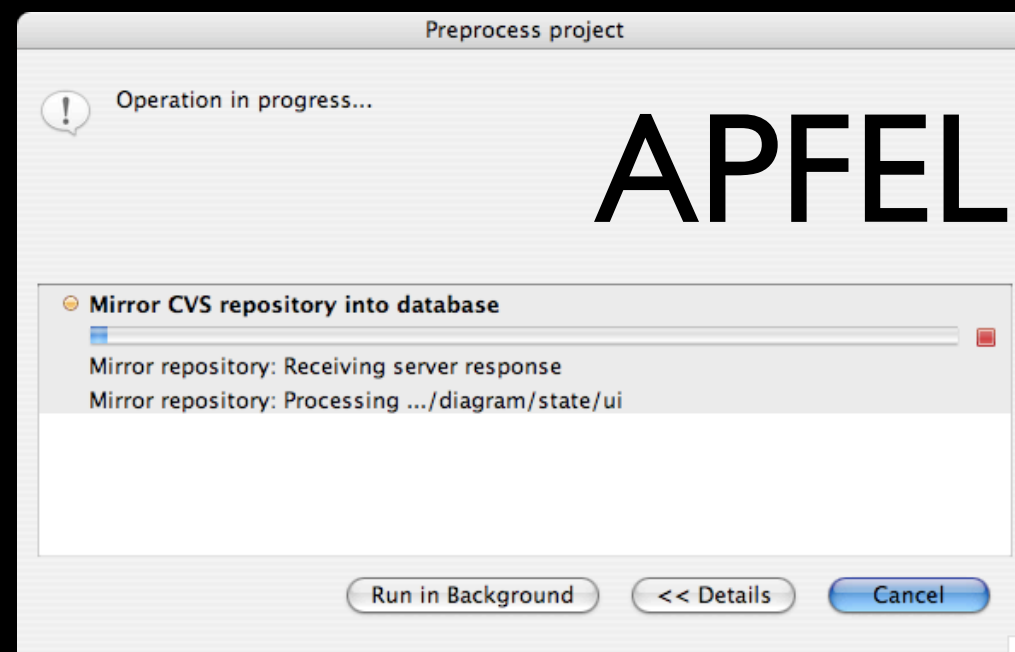 Preprocess project
Operation in progress...
APFEL
Mirror CVS repository into database
Mirror repository: Receiving server response
Mirror repository: Processing .../diagram/state/ui
Run in Background
<< Details
Cancel